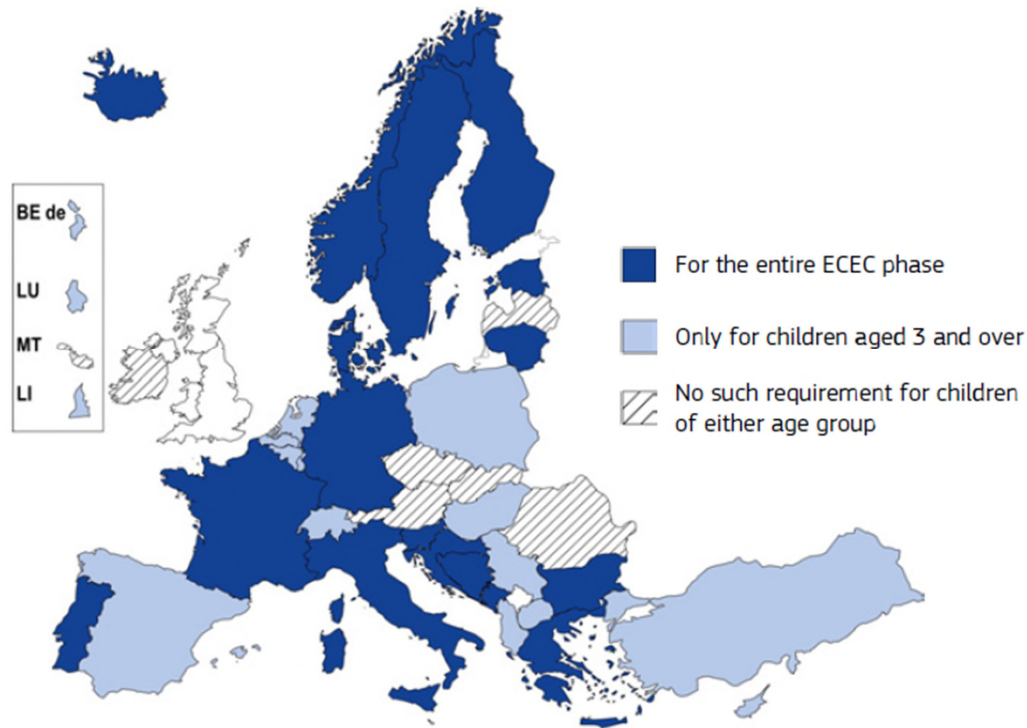 BE de
LU
MT
LI
For the entire ECEC phase
Only for children aged 3 and over
No such requirement for children
of either age group